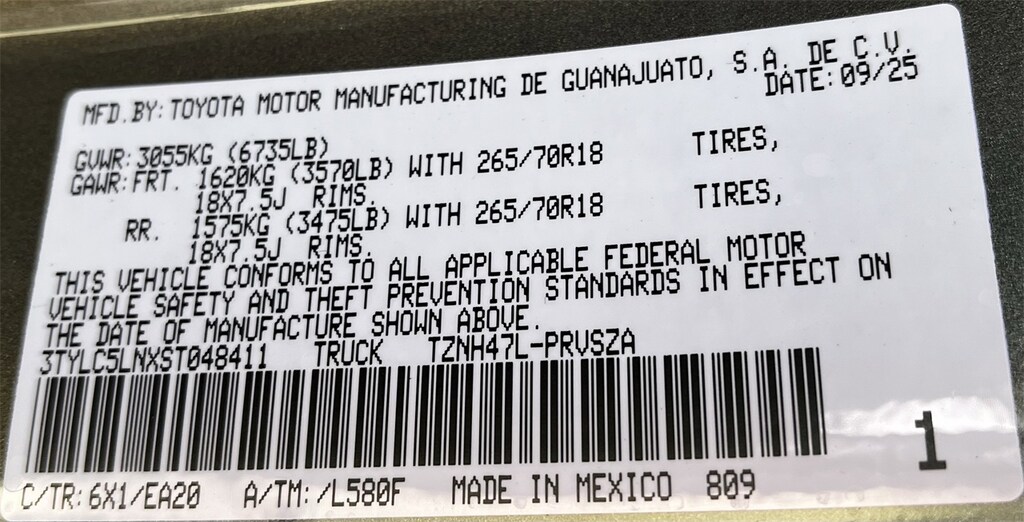 MFD.BY: TOYOTA MOTOR MANUFACTURING DE GUANAJUATO, S.A. DE C.V.
DATE: 09/25
GVWR: 3055KG (6735LB)
GAWR: FRT. 1620KG (3570LB) WITH 265/70R18 TIRES,
18X7.5J RIMS.
RR. 1575KG (3475LB) WITH 265/70R18 TIRES,
18X7.5J RIMS.
THIS VEHICLE CONFORMS TO ALL APPLICABLE FEDERAL MOTOR
VEHICLE SAFETY AND THEFT PREVENTION STANDARDS IN EFFECT ON
THE DATE OF MANUFACTURE SHOWN ABOVE.
3TYLC5LNXST048411 TRUCK TZNH47L-PRVSZA
1
C/TR: 6X1/EA20 A/TM: /L580F MADE IN MEXICO 809